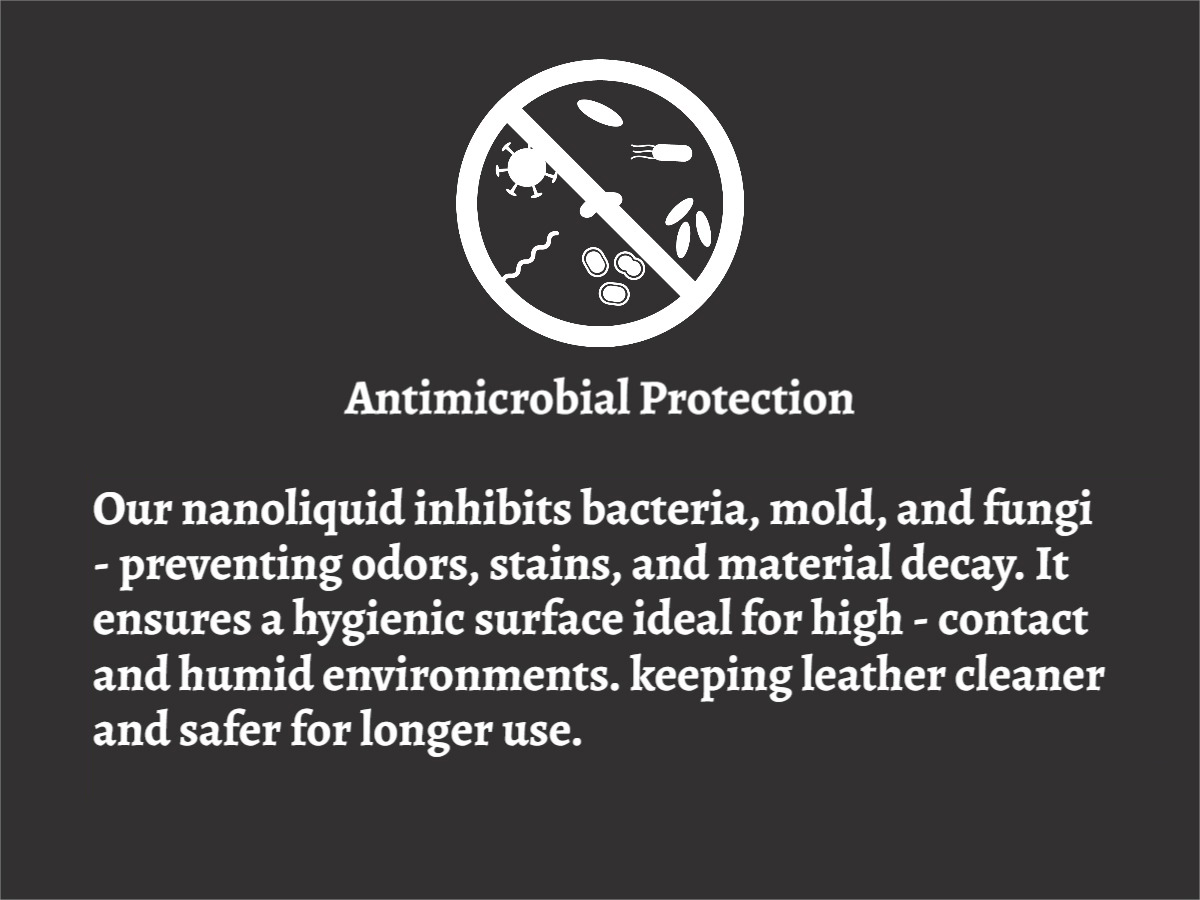 Antimicrobial Protection
Our nanoliquid inhibits bacteria, mold, and fungi
- preventing odors, stains, and material decay. It
ensures a hygienic surface ideal for high - contact
and humid environments. keeping leather cleaner
and safer for longer use.